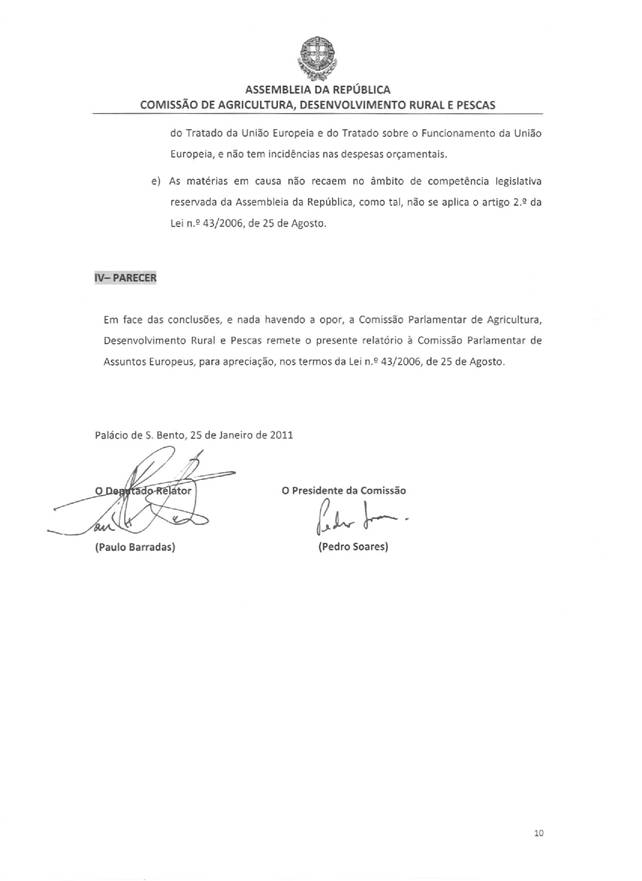 ASSEMBLEIA DA REPÚBLICA
COMISSÃO DE AGRICULTURA, DESENVOLVIMENTO RURAL E PESCAS
do Tratado da União Europeia e do Tratado sobre o Funcionamento da União
Europeia, e não tem incidências nas despesas orçamentais.
e) As matérias em causa não recaem no âmbito de competência legislativa
reservada da Assembleia da República, como tal, não se aplica o artigo 2.º da
Lei n.º 43/2006, de 25 de Agosto.
IV– PARECER
Em face das conclusões, e nada havendo a opor, a Comissão Parlamentar de Agricultura,
Desenvolvimento Rural e Pescas remete o presente relatório à Comissão Parlamentar de
Assuntos Europeus, para apreciação, nos termos da Lei n.º 43/2006, de 25 de Agosto.
Palácio de S. Bento, 25 de Janeiro de 2011
O Deputado Relator O Presidente da Comissão
Pedro
(Paulo Barradas) (Pedro Soares)
10